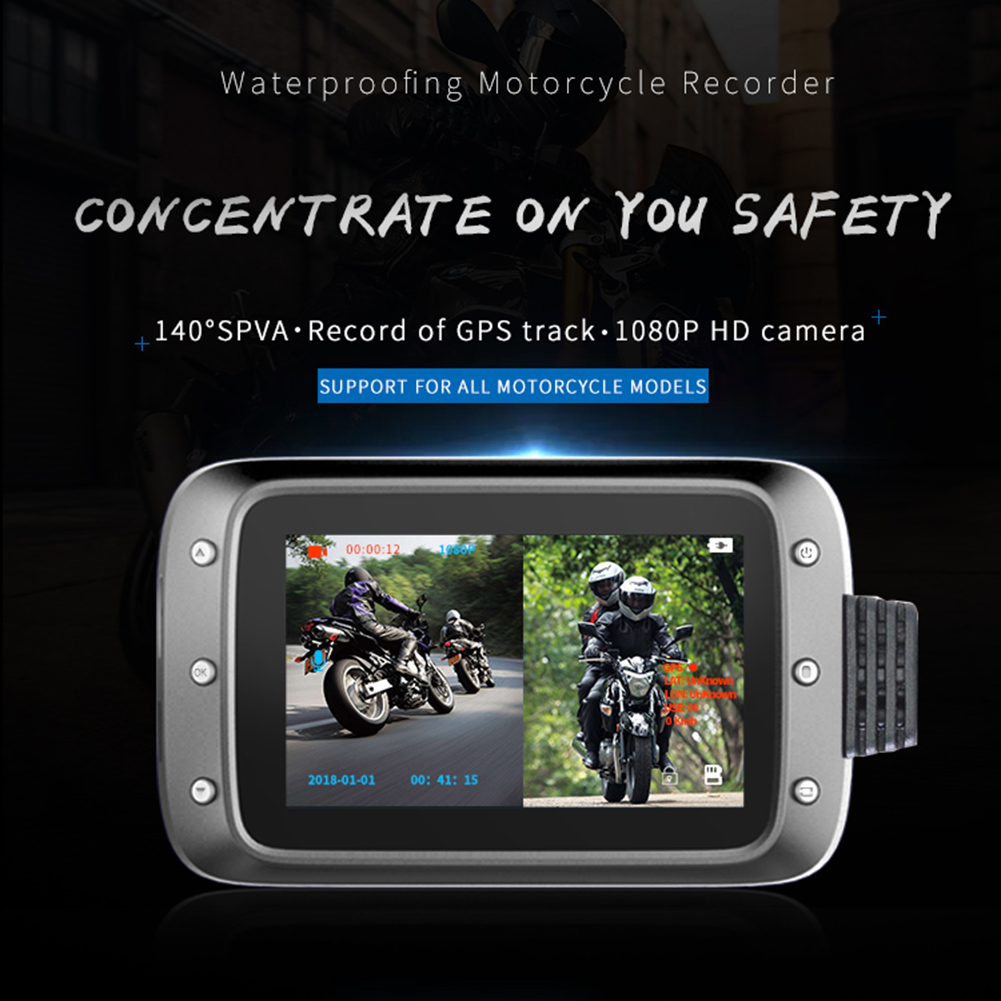 Waterproofing Motorcycle Recorder
CONCENTRATE ON YOU SAFETY
140°SPVA·Record of GPS track·1080P HD camera
SUPPORT FOR ALL MOTORCYCLE MODELS
00:00:12
1080P
GPS:
LAT: UnKnown
LON: UnKnown
0 Km/h
OK
2018-01-01
00: 41: 15